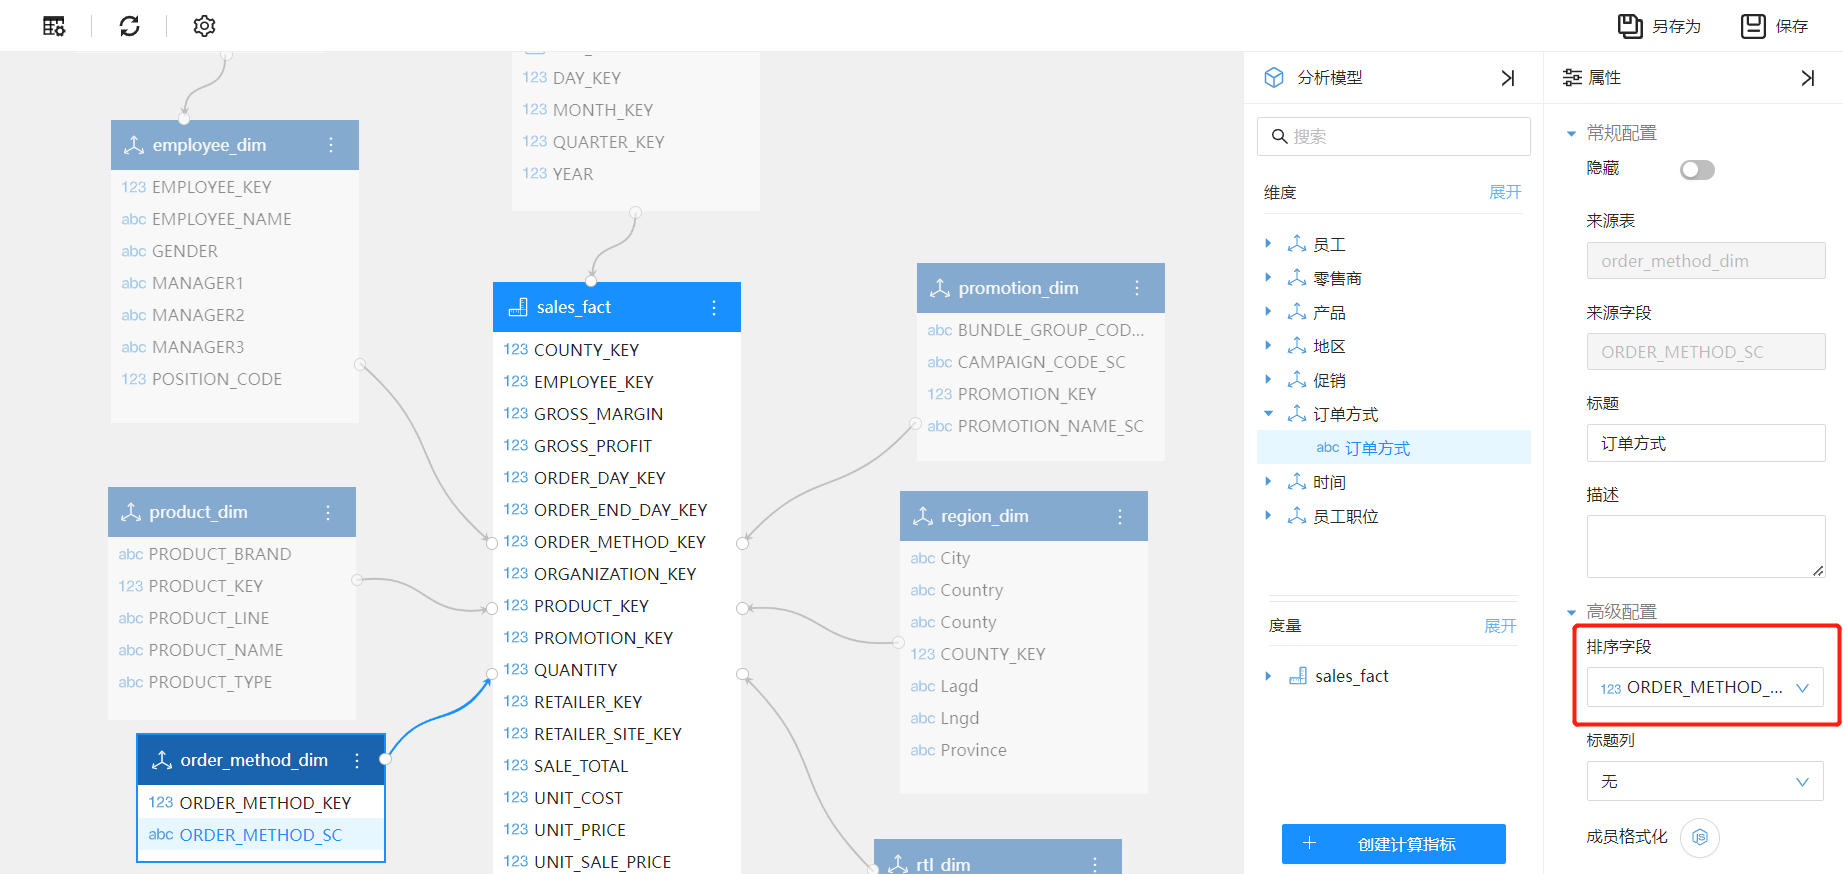 另存为
保存
employee_dim
123 EMPLOYEE_KEY
abc EMPLOYEE_NAME
abc GENDER
abc MANAGER1
abc MANAGER2
abc MANAGER3
123 POSITION_CODE
product_dim
abc PRODUCT_BRAND
123 PRODUCT_KEY
abc PRODUCT_LINE
abc PRODUCT_NAME
abc PRODUCT_TYPE
order_method_dim
123 ORDER_METHOD_KEY
abc ORDER_METHOD_SC
123 DAY_KEY
123 MONTH_KEY
123 QUARTER_KEY
123 YEAR
sales_fact
123 COUNTY_KEY
123 EMPLOYEE_KEY
123 GROSS_MARGIN
123 GROSS_PROFIT
123 ORDER_DAY_KEY
123 ORDER_END_DAY_KEY
123 ORDER_METHOD_KEY
123 ORGANIZATION_KEY
123 PRODUCT_KEY
123 PROMOTION_KEY
123 QUANTITY
123 RETAILER_KEY
123 RETAILER_SITE_KEY
123 SALE_TOTAL
123 UNIT_COST
123 UNIT_PRICE
123 UNIT_SALE_PRICE
promotion_dim
abc BUNDLE_GROUP_COD...
abc CAMPAIGN_CODE_SC
123 PROMOTION_KEY
abc PROMOTION_NAME_SC
region_dim
abc City
abc Country
abc County
123 COUNTY_KEY
abc Lagd
abc Lngd
abc Province
rtl_dim
分析模型
搜索
维度 展开
员工
零售商
产品
地区
促销
订单方式
abc 订单方式
时间
员工职位
度量 展开
sales_fact
创建计算指标
属性
常规配置
隐藏
来源表
order_method_dim
来源字段
ORDER_METHOD_SC
标题
订单方式
描述
高级配置
排序字段
123 ORDER_METHOD_...
标题列
无
成员格式化 JS